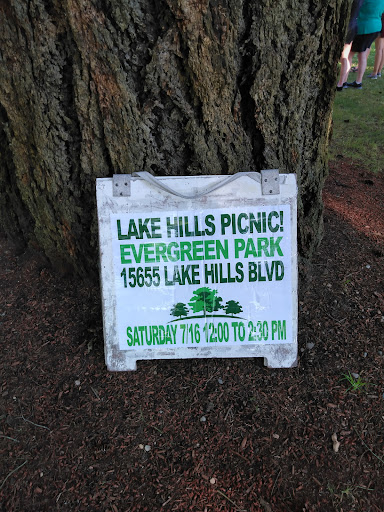 LAKE HILLS PICNIC!
EVERGREEN PARK
15655 LAKE HILLS BLVD
SATURDAY 7/16 12:00 TO 2:30 PM